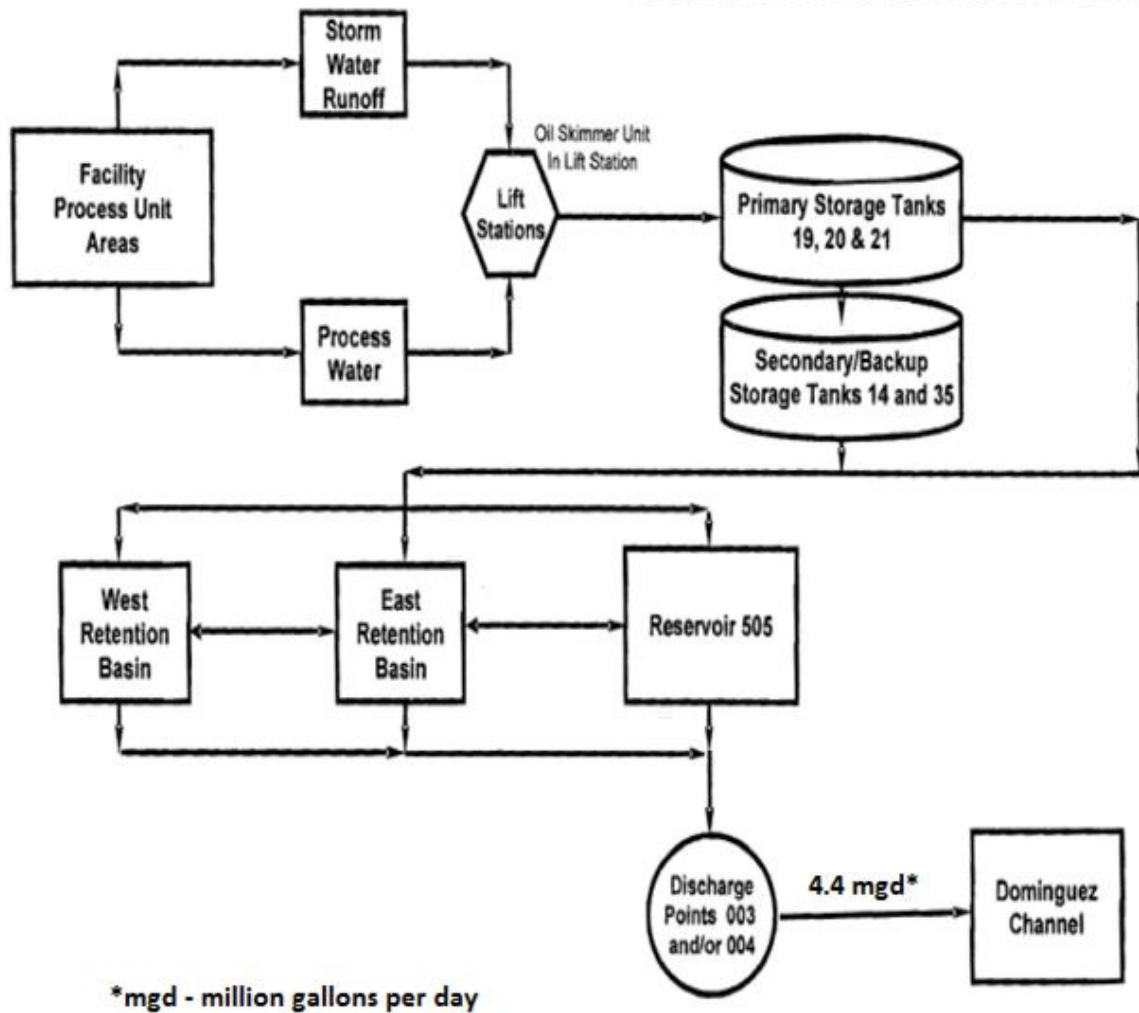 Storm
Water
Runoff
Oil Skimmer Unit
In Lift Station
Facility
Process Unit
Areas
Lift
Stations
Primary Storage Tanks
19, 20 & 21
Process
Water
Secondary/Backup
Storage Tanks 14 and 35
West
Retention
Basin
East
Retention
Basin
Reservoir 505
Discharge
Points 003
and/or 004
4.4 mgd*
Dominguez
Channel
*mgd - million gallons per day